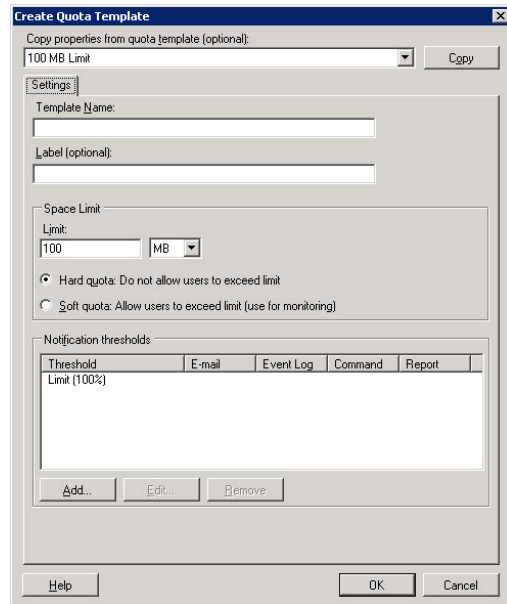 Create Quota Template
Copy properties from quota template (optional):
100 MB Limit
Copy
Settings
Template Name:
Label (optional):
Space Limit
Limit:
100 MB
Hard quota: Do not allow users to exceed limit
Soft quota: Allow users to exceed limit (use for monitoring)
Notification thresholds
Threshold E-mail Event Log Command Report
Limit (100%)
Add... Edit... Remove
Help OK Cancel